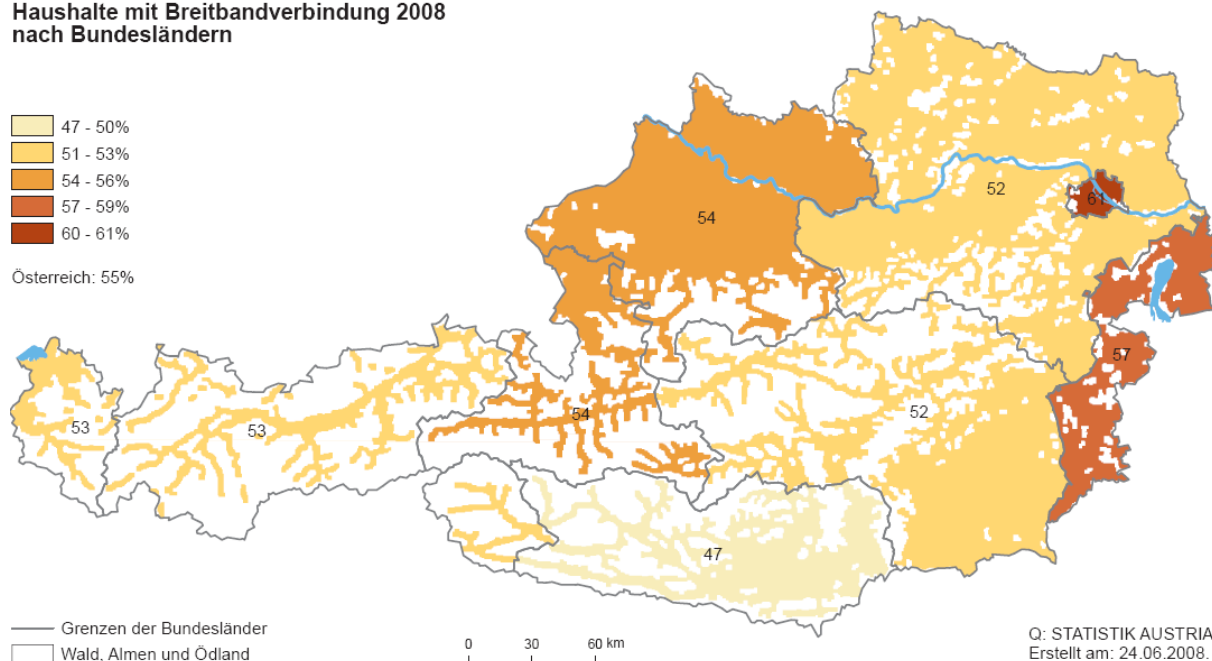 Haushalte mit Breitbandverbindung 2008
nach Bundesländern
47 - 50%
51 - 53%
54 - 56%
57 - 59%
60 - 61%
Österreich: 55%
52
61
54
57
53
53
54
52
47
Grenzen der Bundesländer
Wald, Almen und Ödland
0 30 60 km
Q: STATISTIK AUSTRIA
Erstellt am: 24.06.2008.